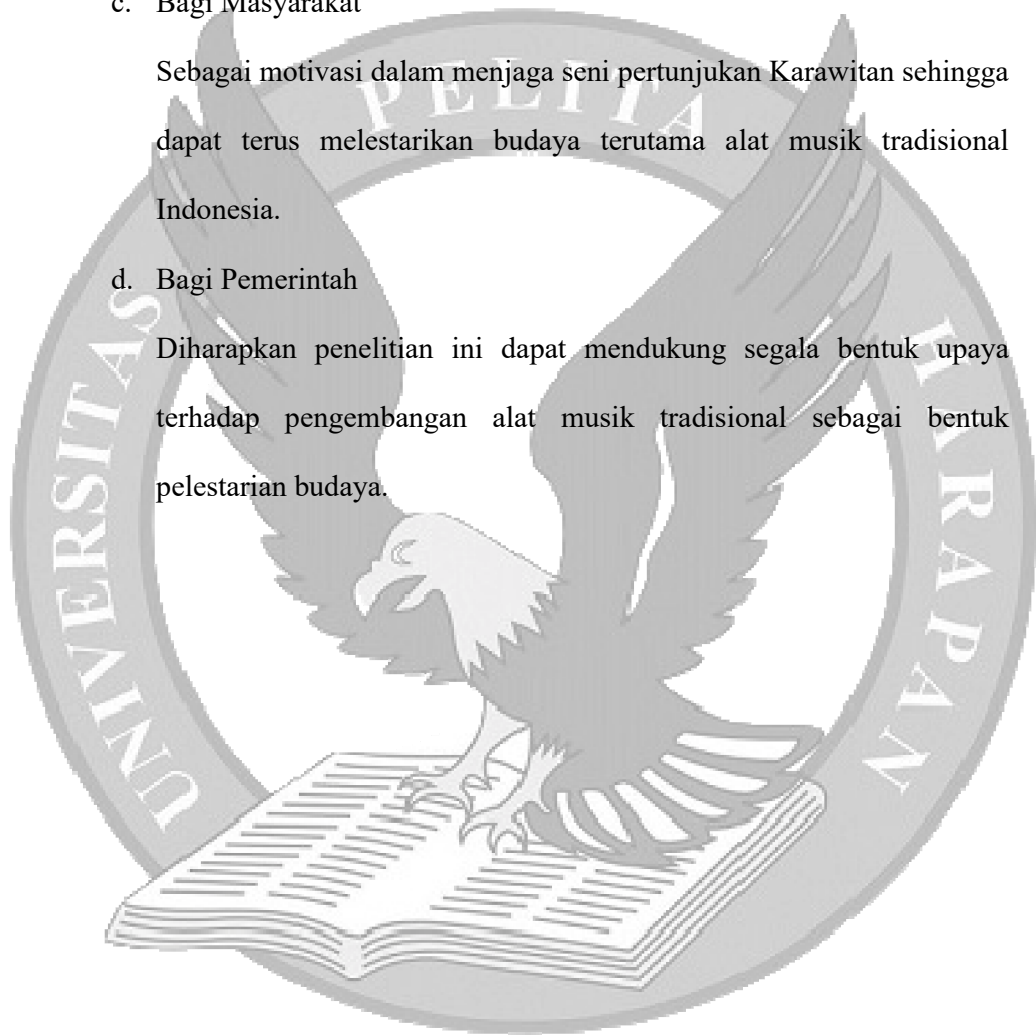 c. Bagi Masyarakat
Sebagai motivasi dalam menjaga seni pertunjukan Karawitan sehingga
dapat terus melestarikan budaya terutama alat musik tradisional
Indonesia.
d. Bagi Pemerintah
Diharapkan penelitian ini dapat mendukung segala bentuk upaya
terhadap pengembangan alat musik tradisional sebagai bentuk
pelestarian budaya.
UNIVERSITAS PELITA HARAPAN